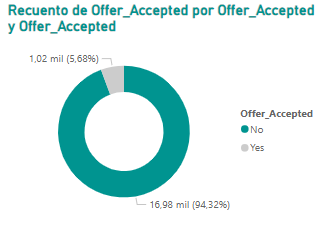 Recuento de Offer_Accepted por Offer_Accepted
y Offer_Accepted
1,02 mil (5,68%)
Offer_Accepted
No
Yes
16,98 mil (94,32%)